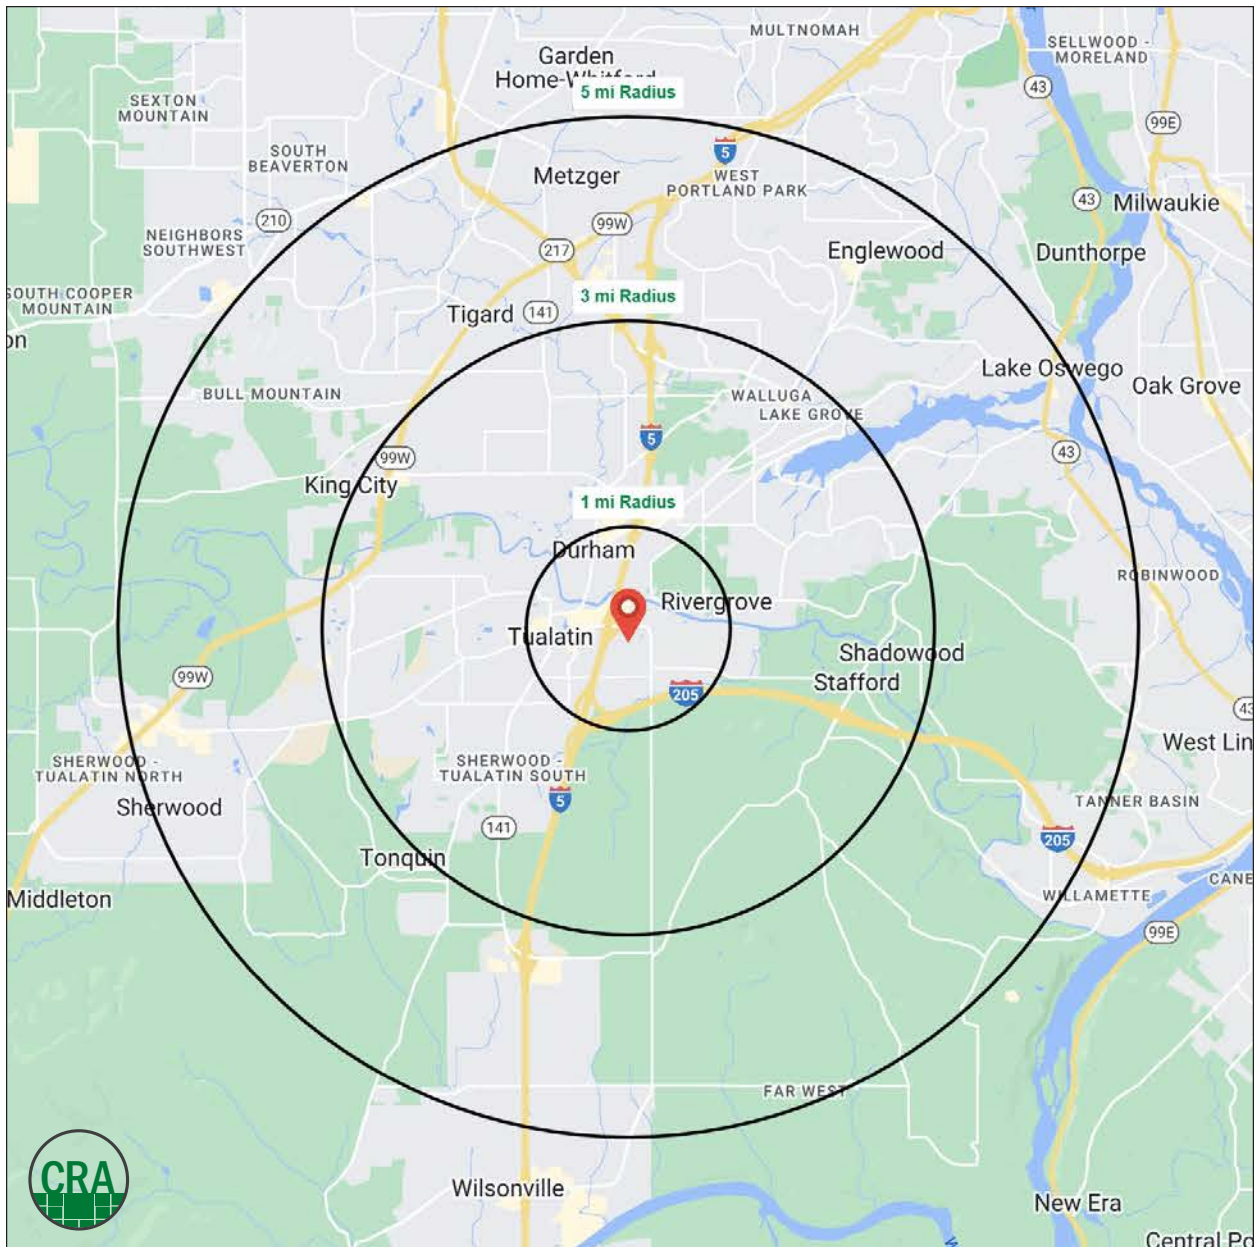 MULTNOMAH
Garden
Home-Whitford
5 mi Radius
SELLWOOD -
MORELAND
43
SEXTON
MOUNTAIN
99E
SOUTH
BEAVERTON
5
Metzger
WEST
PORTLAND PARK
43
Milwaukie
210
99W
NEIGHBORS
SOUTHWEST
217
Englewood
Dunthorpe
SOUTH COOPER
MOUNTAIN
3 mi Radius
Tigard
141
on
Lake Oswego
Oak Grove
BULL MOUNTAIN
WALLUGA
LAKE GROVE
5
43
99W
King City
1 mi Radius
Durham
ROBINWOOD
Rivergrove
Tualatin
Shadowood
Stafford
99W
205
43
West Lin
SHERWOOD -
TUALATIN NORTH
SHERWOOD -
TUALATIN SOUTH
5
Sherwood
TANNER BASIN
141
205
Tonquin
CANE
WILLAMETTE
Middleton
99E
FAR WEST
CRA
Wilsonville
New Era
Central Po
W